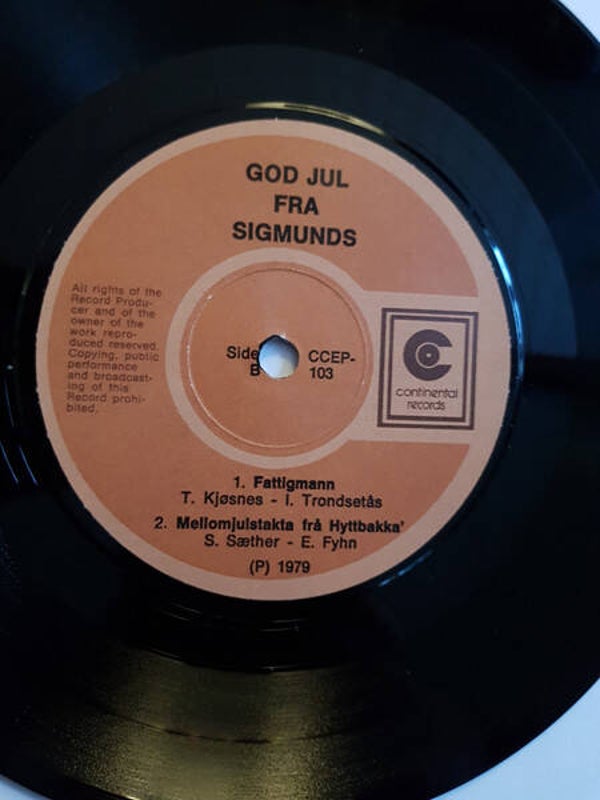 GOD JUL
FRA
SIGMUNDS
All rights of the
Record Produ-
cer and of the
owner of the
work repro-
duced reserved.
Copying, public
performance
and broadcast-
ing of this
Record prohi-
bited.
Side
B
CCEP-
103
continental
records
1. Fattigmann
T. Kjøsnes - I. Trondsetås
2. Mellomjulstakta frå Hyttbakka'
S. Sæther - E. Fyhn
(P) 1979